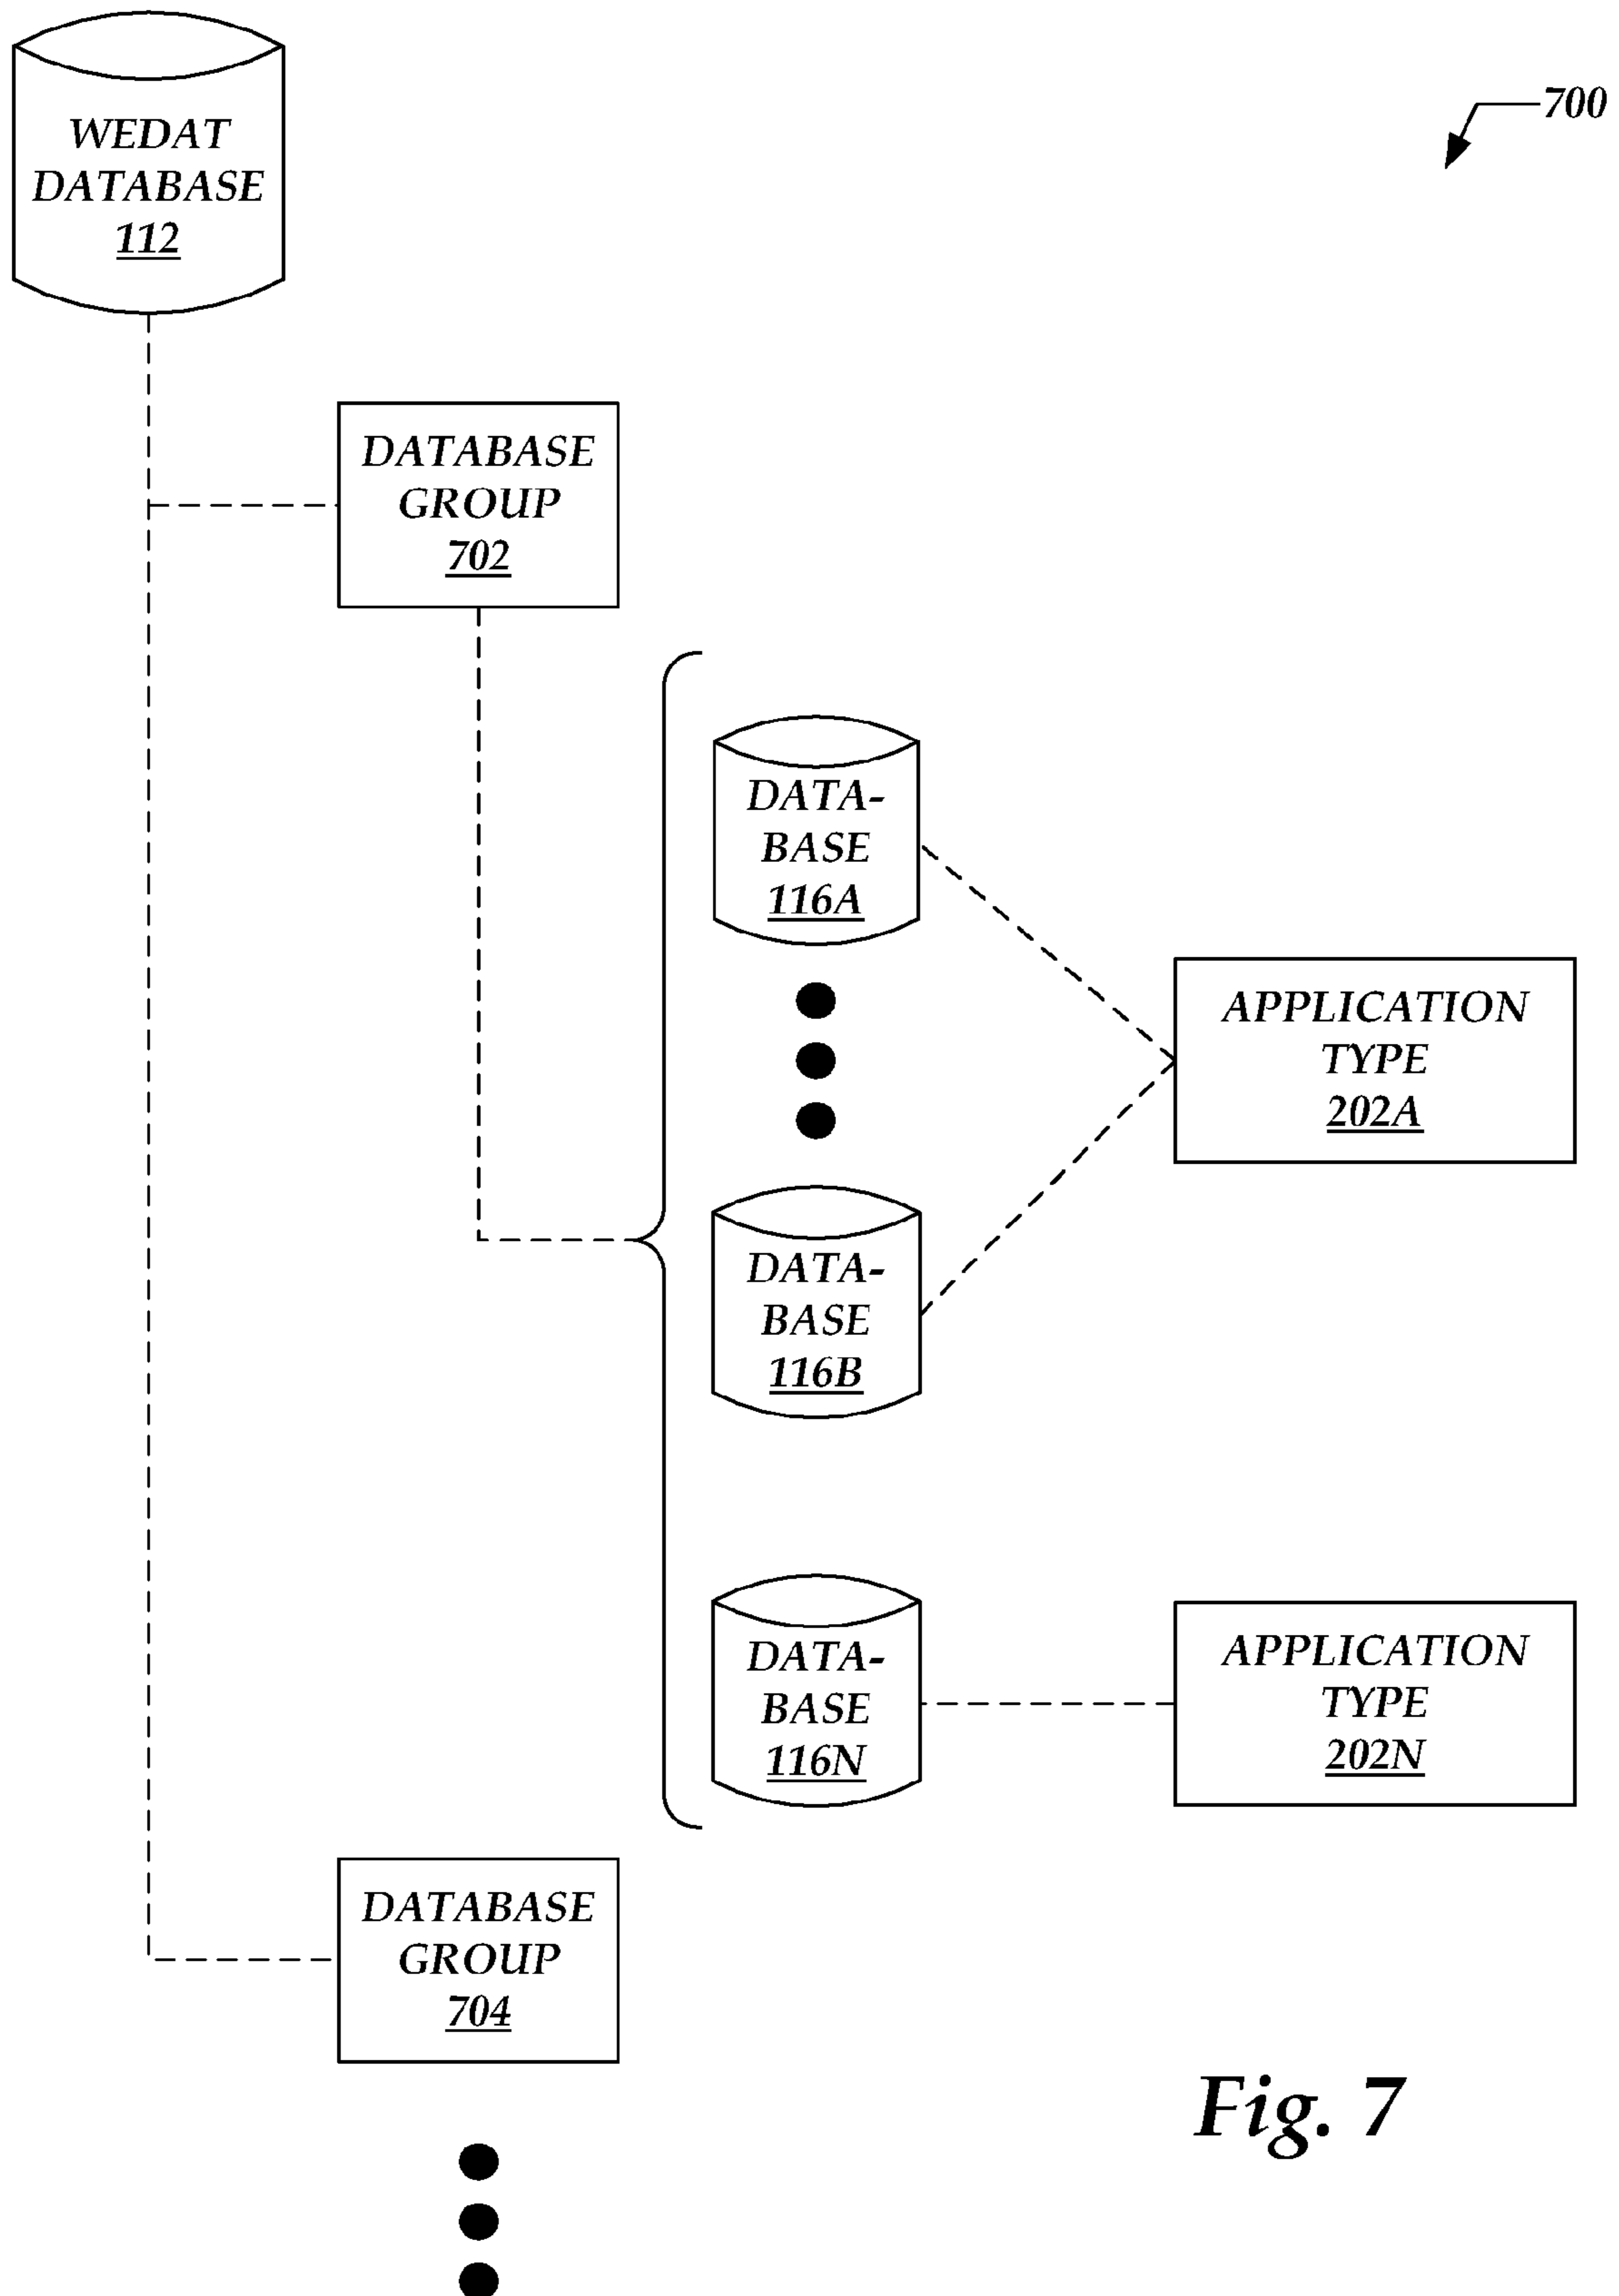 700
WEDAT
DATABASE
112
DATABASE
GROUP
702
DATA-
BASE
116A
APPLICATION
TYPE
202A
DATA-
BASE
116B
DATA-
BASE
116N
APPLICATION
TYPE
202N
DATABASE
GROUP
704
Fig. 7